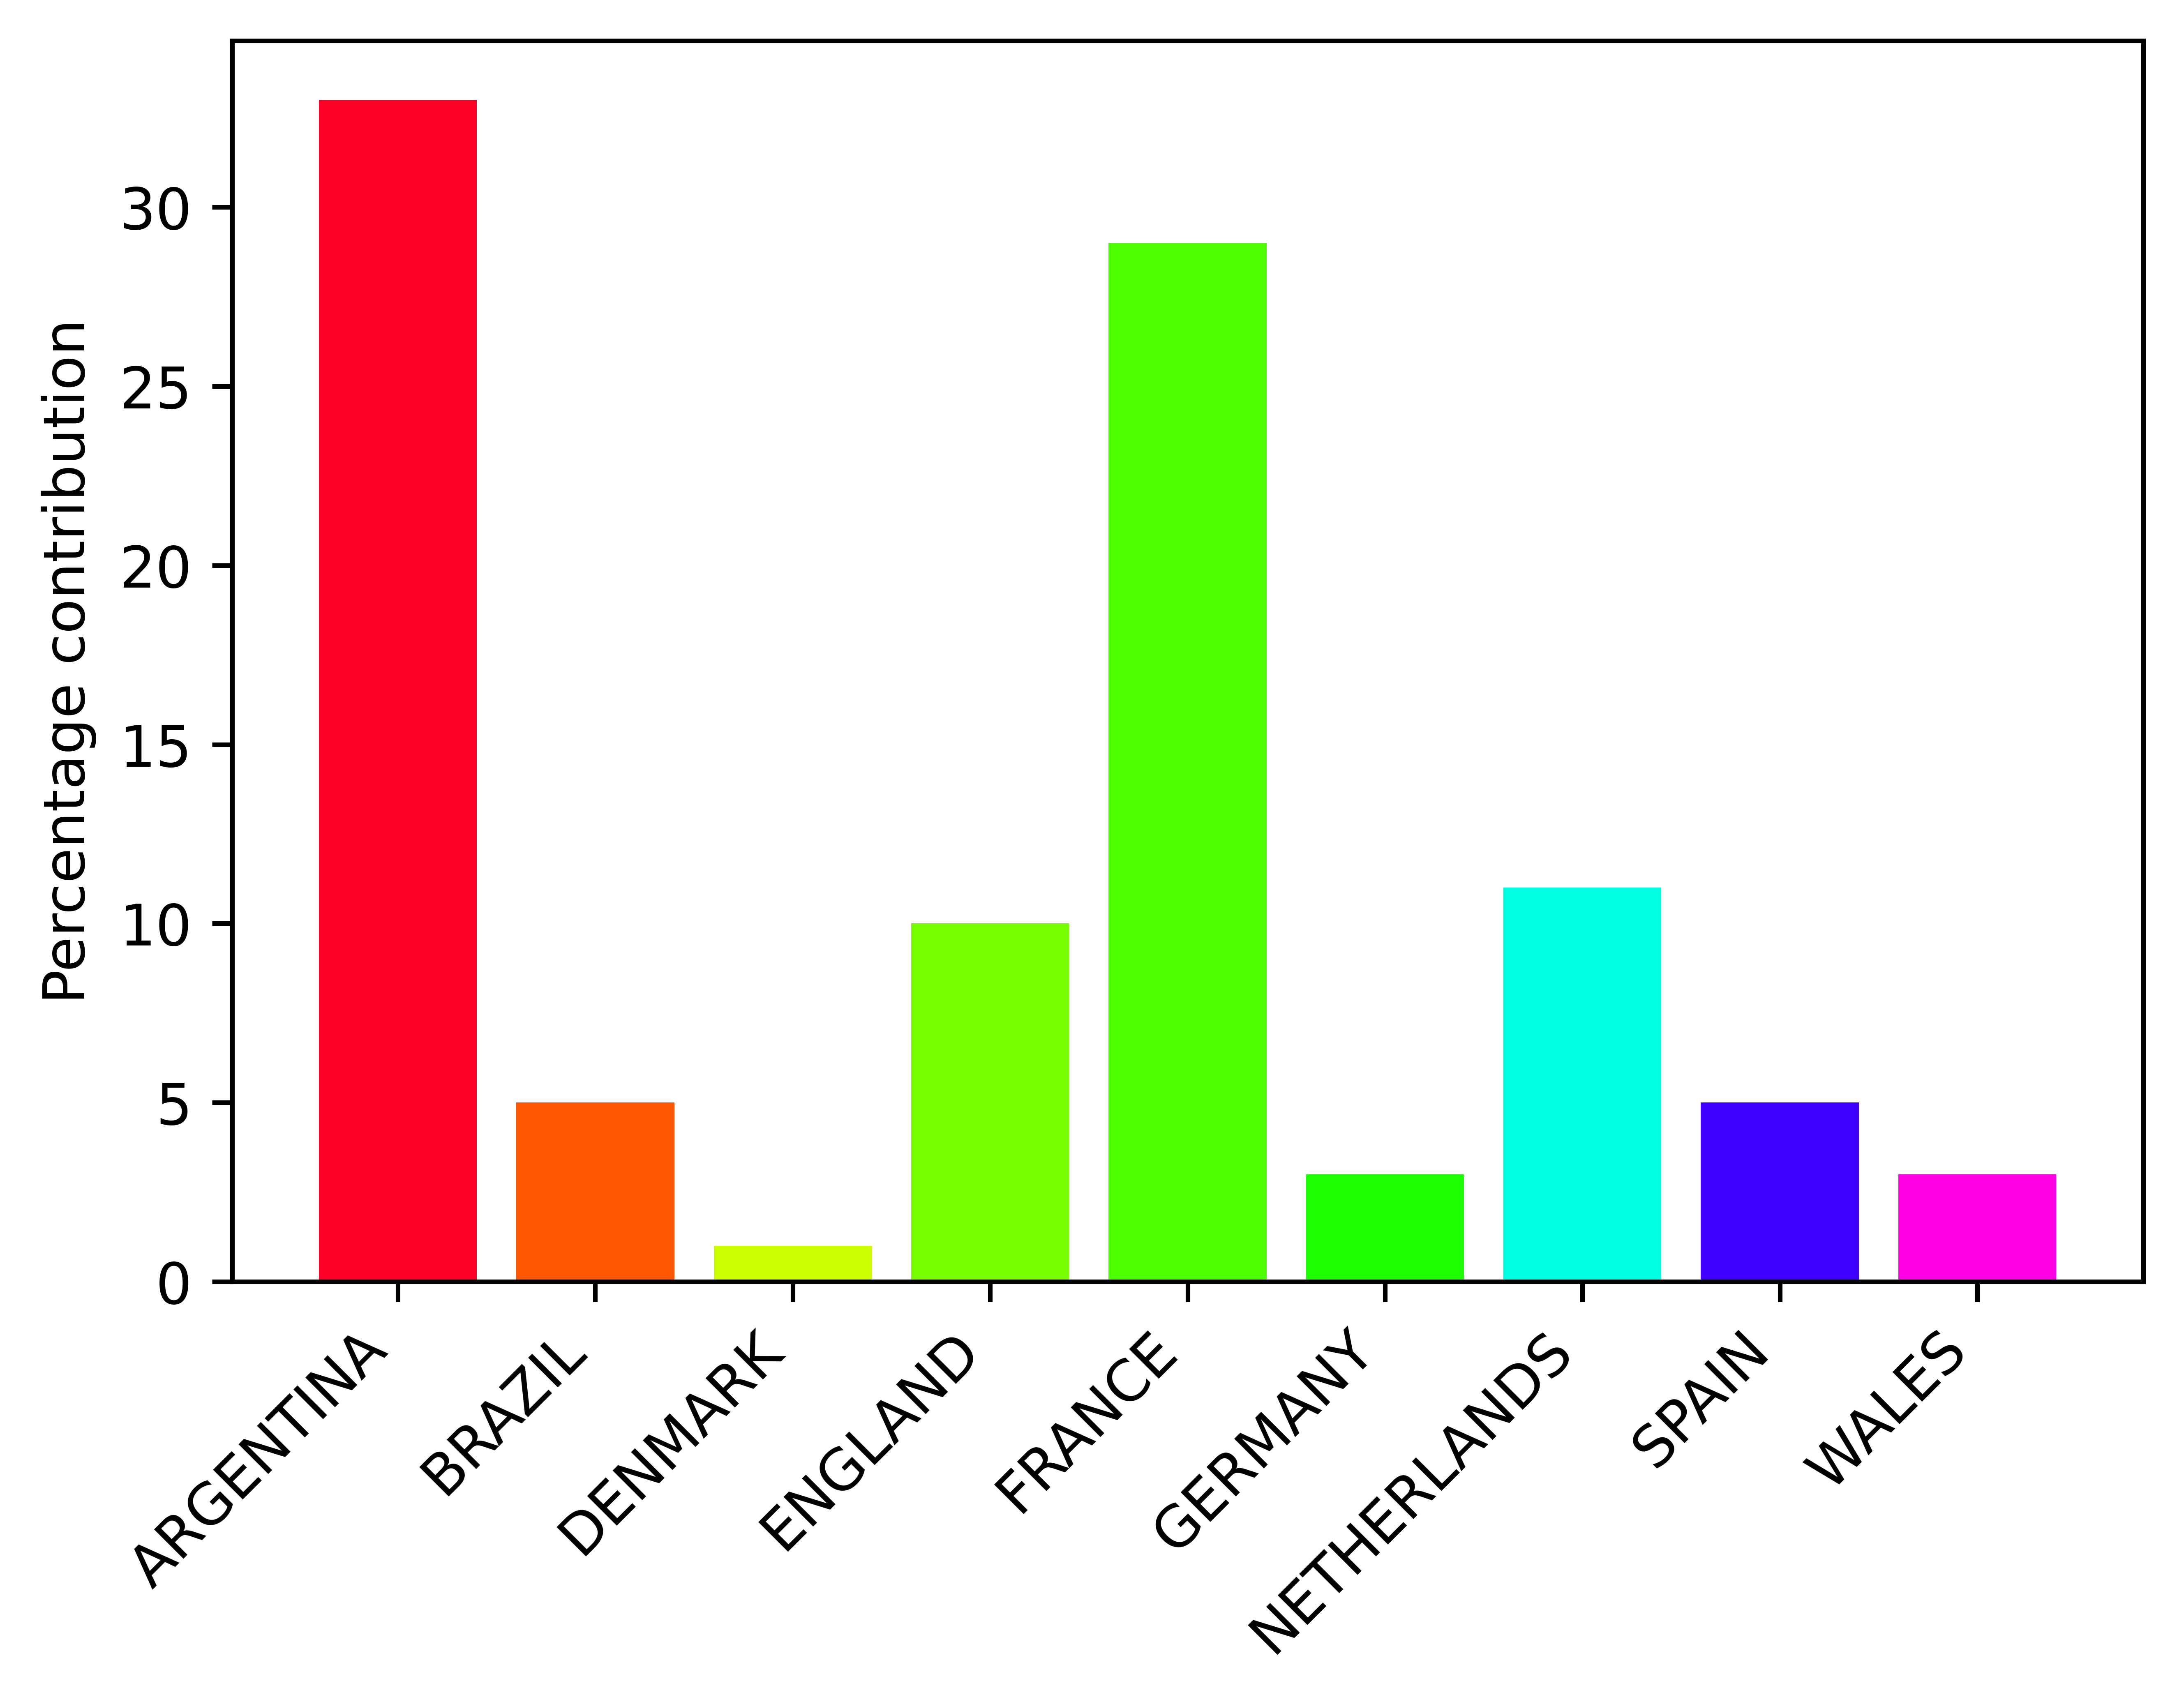 Percentage contribution
30
25
20
15
10
5
0
ARGENTINA
BRAZIL
DENMARK
ENGLAND
FRANCE
GERMANY
NETHERLANDS
SPAIN
WALES